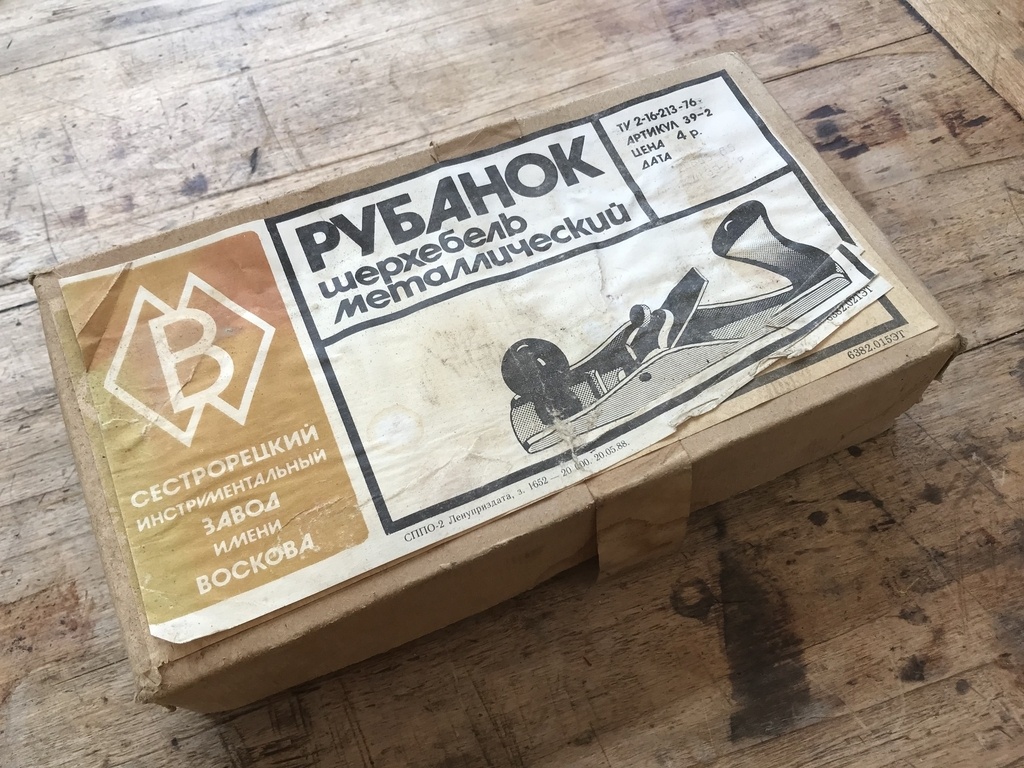 В
СЕСТРОРЕЦКИЙ
ИНСТРУМЕНТАЛЬНЫЙ
ЗАВОД
ИМЕНИ
ВОСКОВА
РУБАНОК
шерхебель
металлический
ТУ 2-16-213-76
АРТИКУЛ 39-2
ЦЕНА 4 р.
ДАТА
6382.015ЭТ
СППО-2 Ленуприздата, з. 1652 — 20 000. 20.05.88.